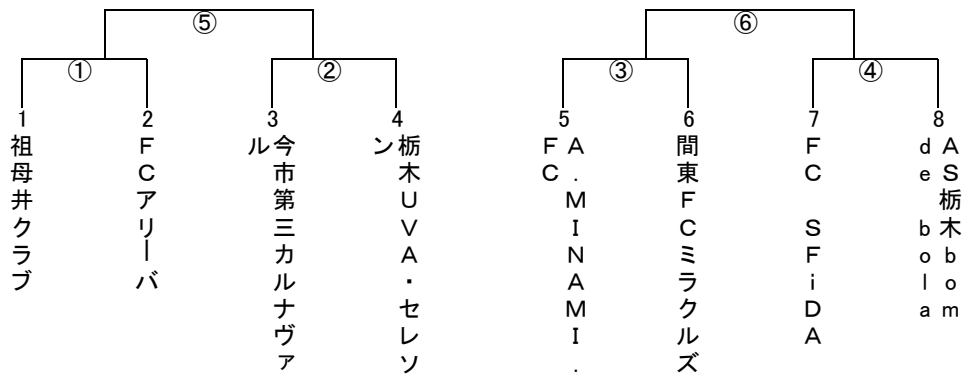 ⑤ ⑥
① ② ③ ④
1 2 3 4 5 6 7 8
祖母井クラブ
FCアリーバ
今市第三カルナヴァル
栃木UVA・セレソン
A.MINAMI.FC
間東FCミラクルズ
FC SFiDA
AS栃木bom de bola